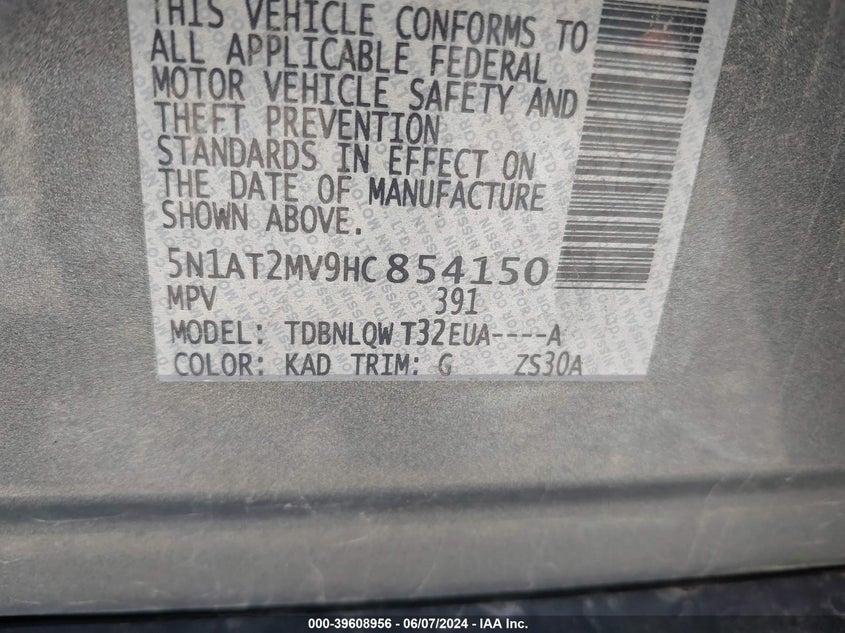 THIS VEHICLE CONFORMS TO
ALL APPLICABLE FEDERAL
MOTOR VEHICLE SAFETY AND
THEFT PREVENTION
STANDARDS IN EFFECT ON
THE DATE OF MANUFACTURE
SHOWN ABOVE.
5N1AT2MV9HC854150
MPV 391
MODEL: TDBNLQW T32EUA----A
COLOR: KAD TRIM: G ZS30A
000-39608956 - 06/07/2024 - IAA Inc.